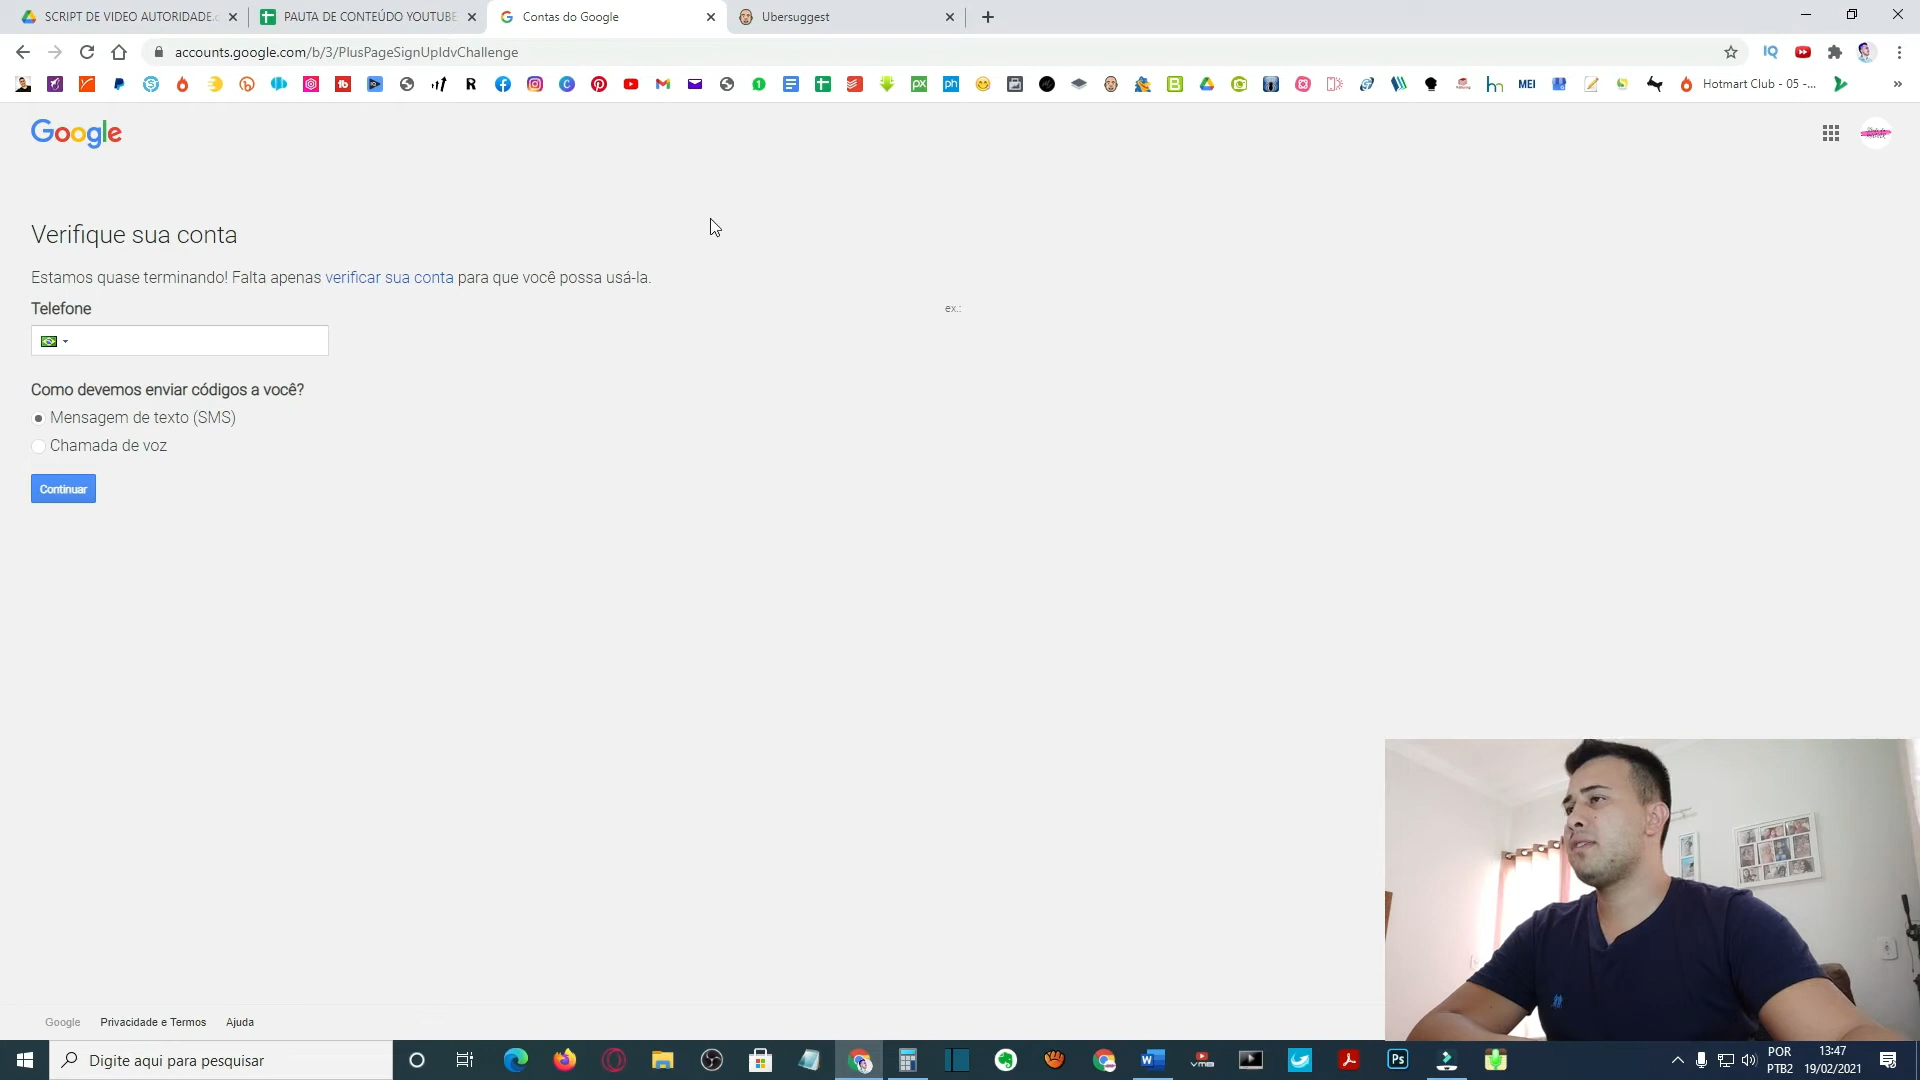 SCRIPT DE VIDEO AUTORIDADE.
PAUTA DE CONTEÚDO YOUTUBE
Contas do Google
Ubersuggest
accounts.google.com/b/3/PlusPageSignUpIdvChallenge
IQ
MEI
Hotmart Club - 05 -...
Google
Verifique sua conta
Estamos quase terminando! Falta apenas verificar sua conta para que você possa usá-la.
Telefone
ex.:
Como devemos enviar códigos a você?
Mensagem de texto (SMS)
Chamada de voz
Continuar
Google Privacidade e Termos Ajuda
Digite aqui para pesquisar
POR
PTB2
13:47
19/02/2021